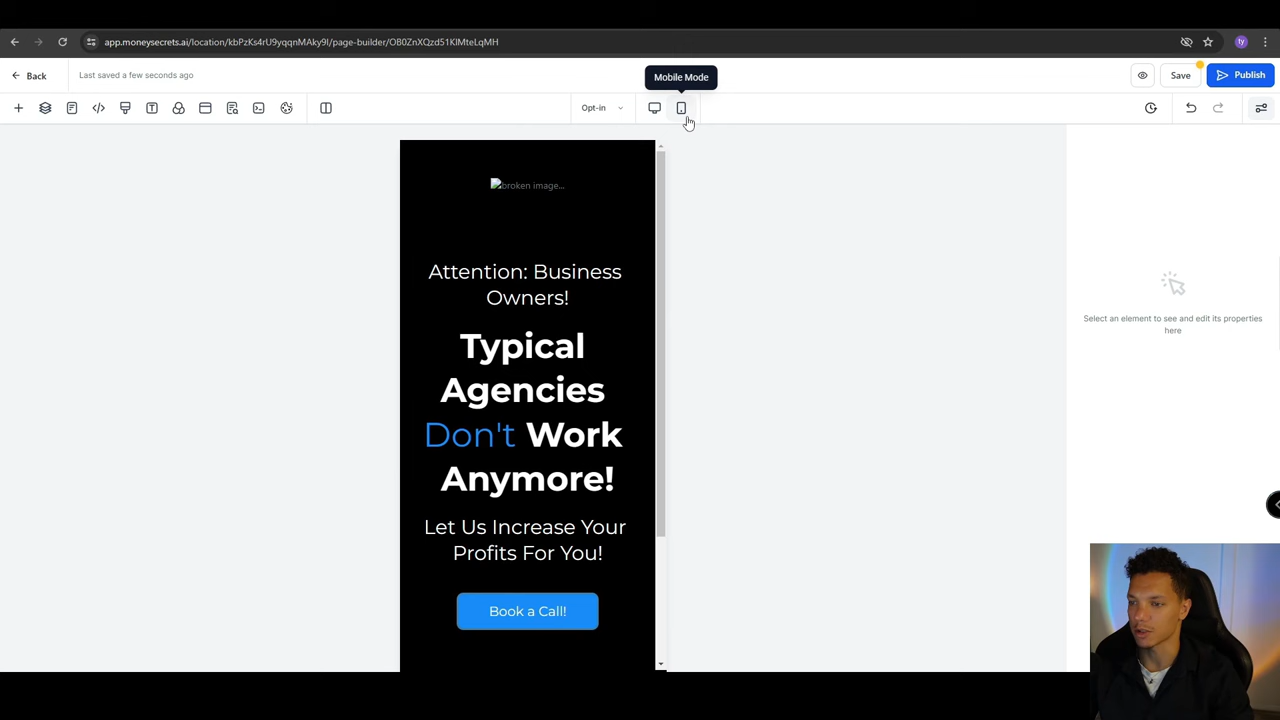 app.moneysecrets.ai/location/kbPzKs4rU9yqqnMAky9I/page-builder/OB0ZnXQzd51KIMteLqMH
ty
Back
Last saved a few seconds ago
Mobile Mode
Save
Publish
Opt-in
broken image...
Attention: Business
Owners!
Typical
Agencies
Don't Work
Anymore!
Let Us Increase Your
Profits For You!
Book a Call!
Select an element to see and edit its properties
here